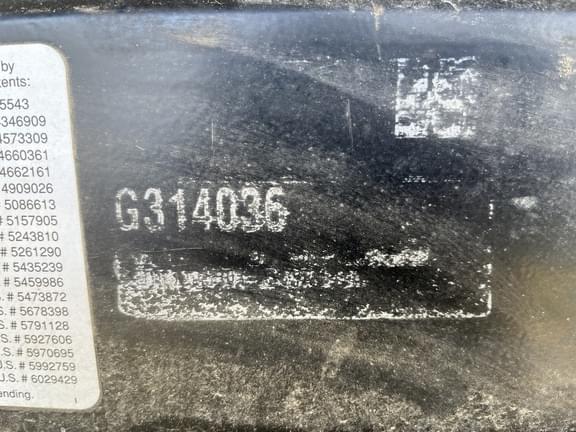 by
tents:
5543
346909
4573309
4660361
4662161
4909026
# 5086613
# 5157905
# 5243810
# 5261290
# 5435239
# 5459986
S. # 5473872
S. # 5678398
S. # 5791128
.S. # 5927606
J.S. # 5970695
J.S. # 5992759
U.S. # 6029429
ending.
G314036